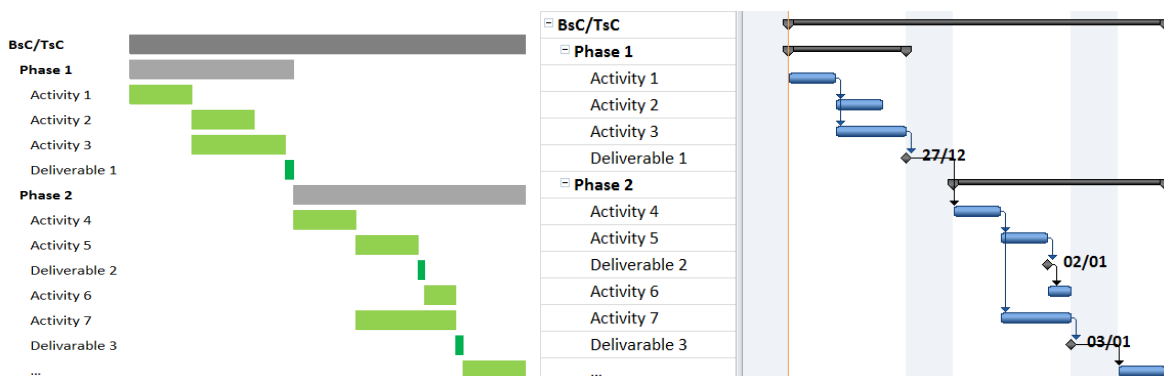 BsC/TsC
Phase 1
Activity 1
Activity 2
Activity 3
Deliverable 1
Phase 2
Activity 4
Activity 5
Deliverable 2
Activity 6
Activity 7
Delivarable 3
...
BsC/TsC
Phase 1
Activity 1
Activity 2
Activity 3
Deliverable 1
27/12
Phase 2
Activity 4
Activity 5
Deliverable 2
02/01
Activity 6
Activity 7
Delivarable 3
03/01
...